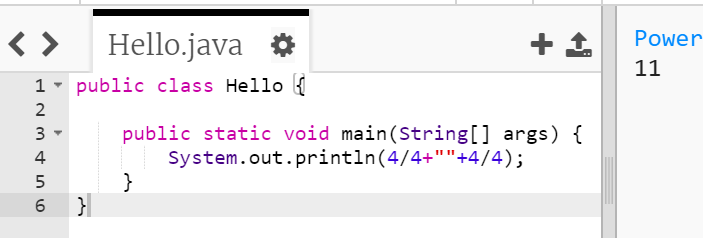 Hello.java
Power
11
1 public class Hello {
2
3 public static void main(String[] args) {
4 System.out.println(4/4+""+4/4);
5 }
6 }